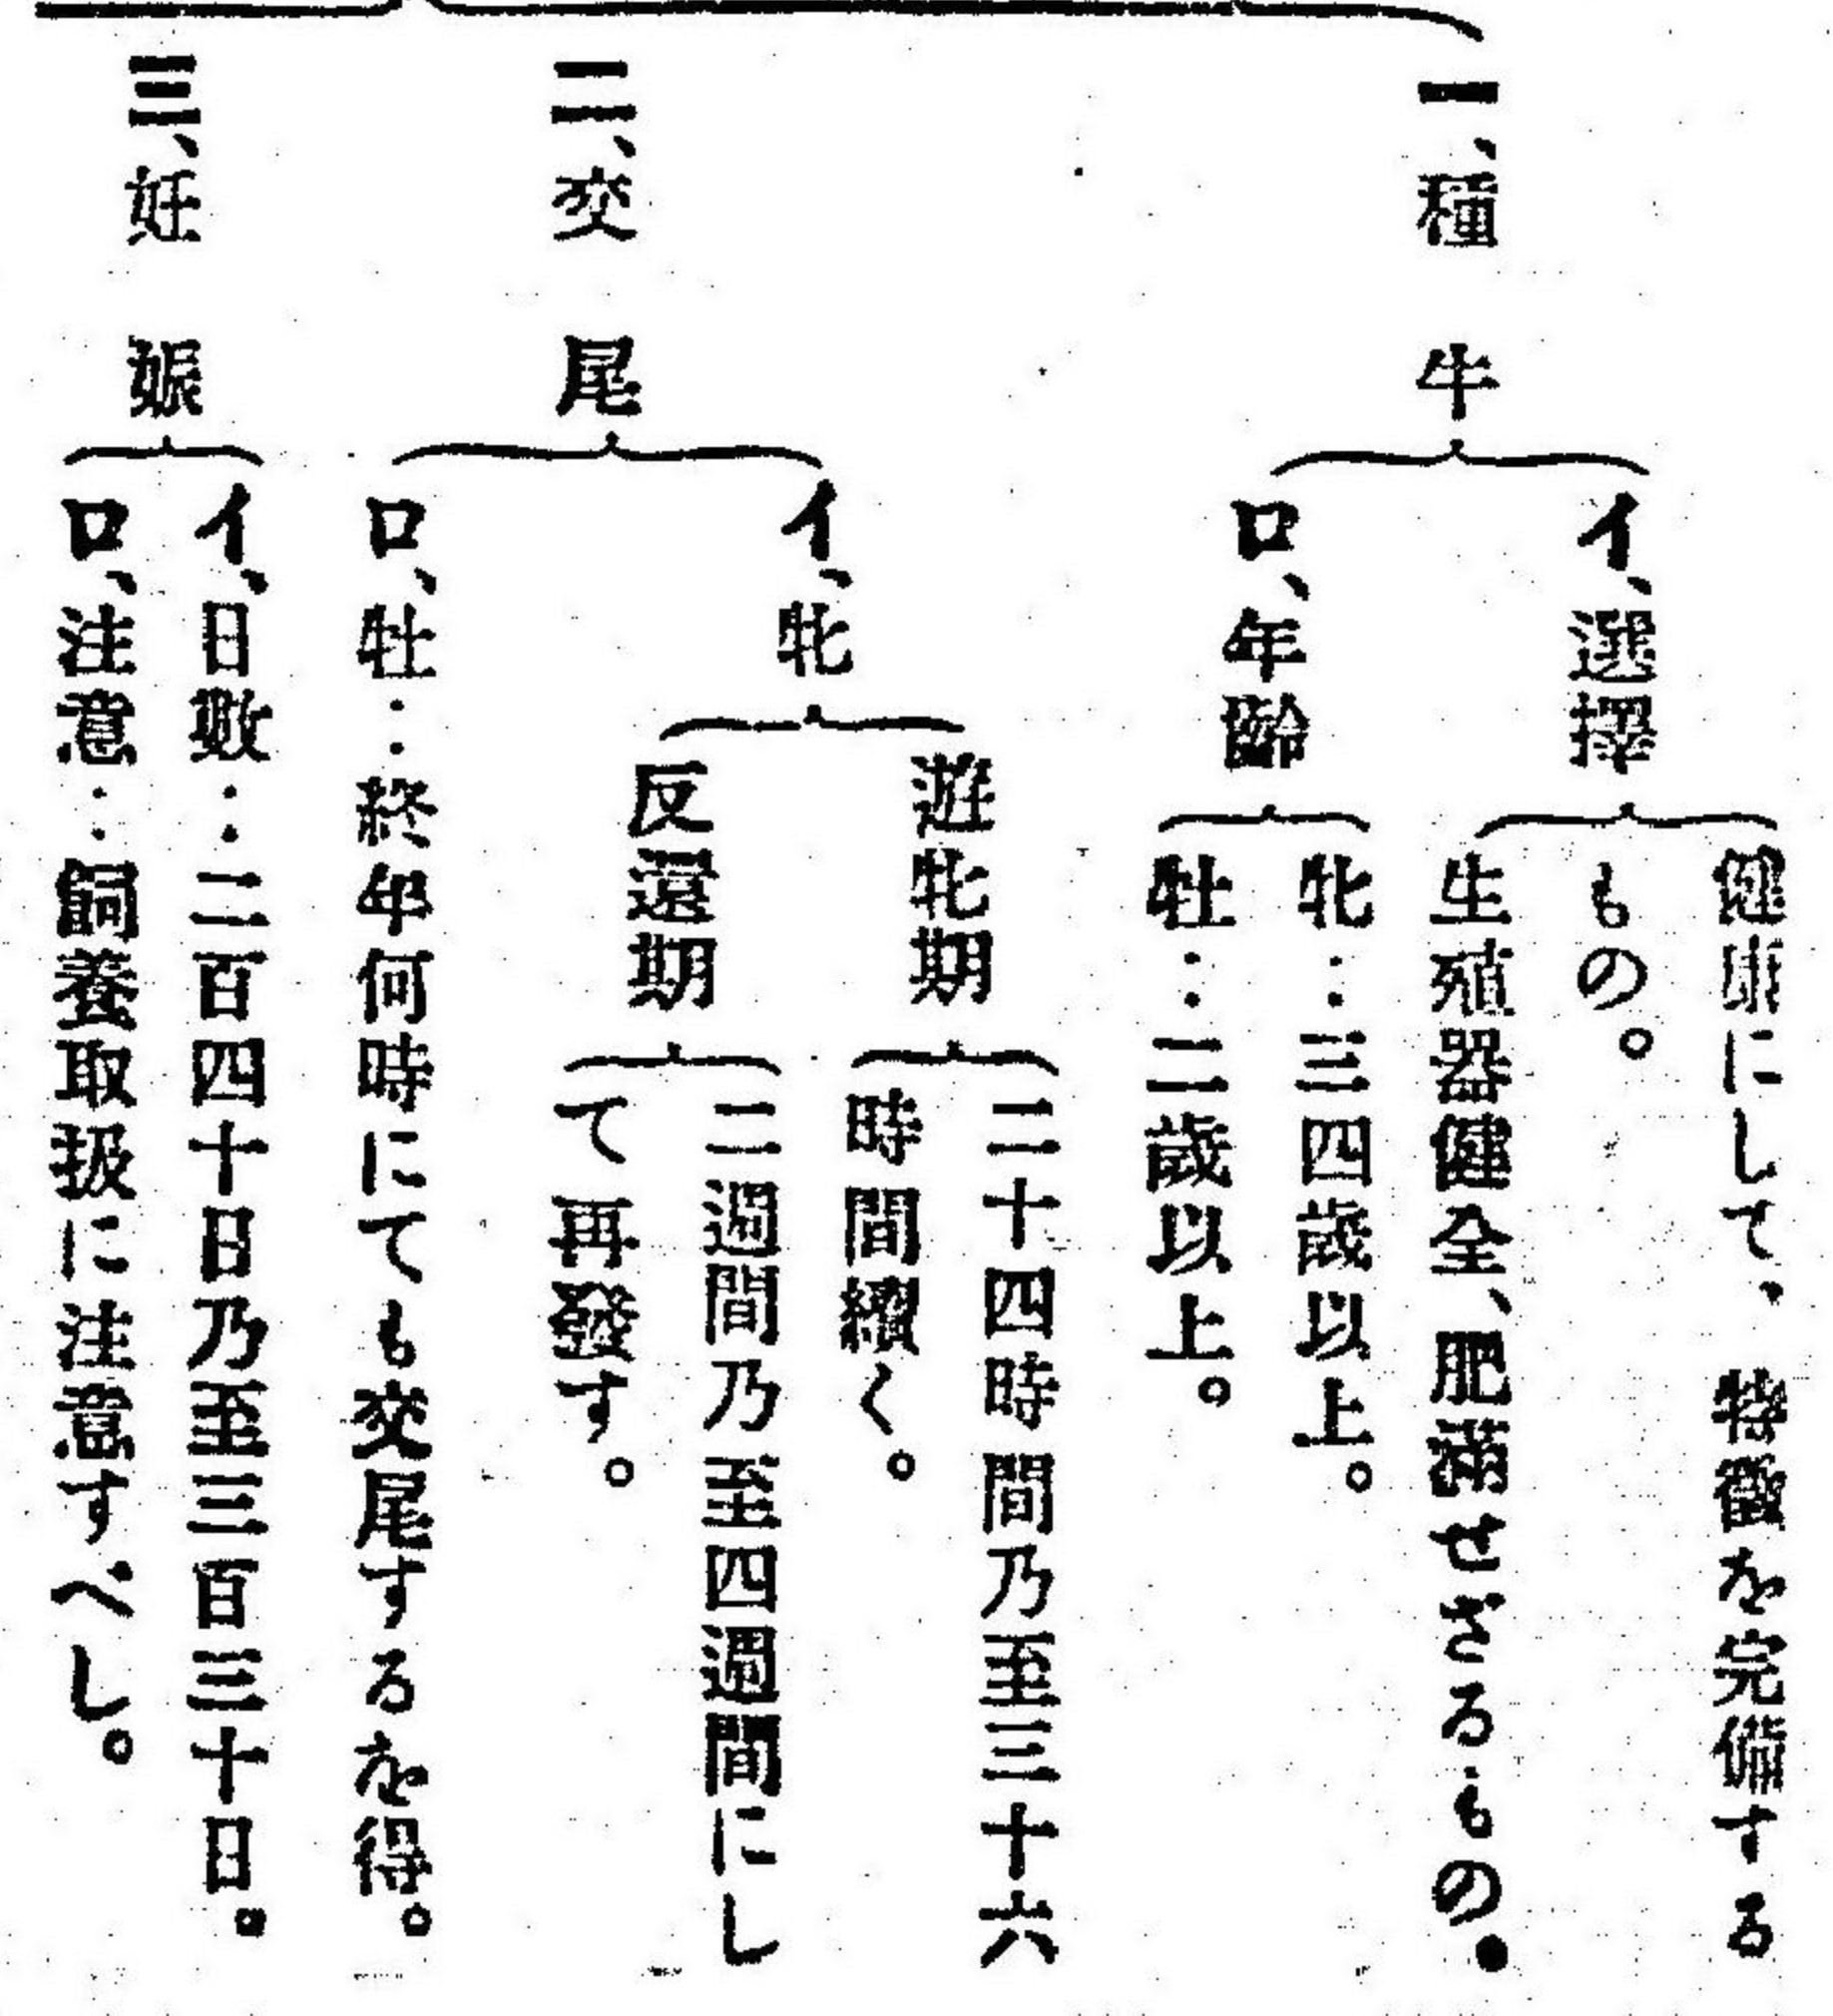 一、種牛
イ、選擇
健康にして、特徵を完備する
もの。
生殖器健全、肥滿せざるもの。
ロ、年齡
牝：三四歲以上。
牡：二歲以上。
二、交尾
イ、牝
遊牝期
二十四時間乃至三十六
時間續く。
反還期
二週間乃至四週間にし
て再發す。
ロ、牡：終年何時にても交尾するを得。
三、妊娠
イ、日數：二百四十日乃至三百三十日。
ロ、注意：飼養取扱に注意すべし。